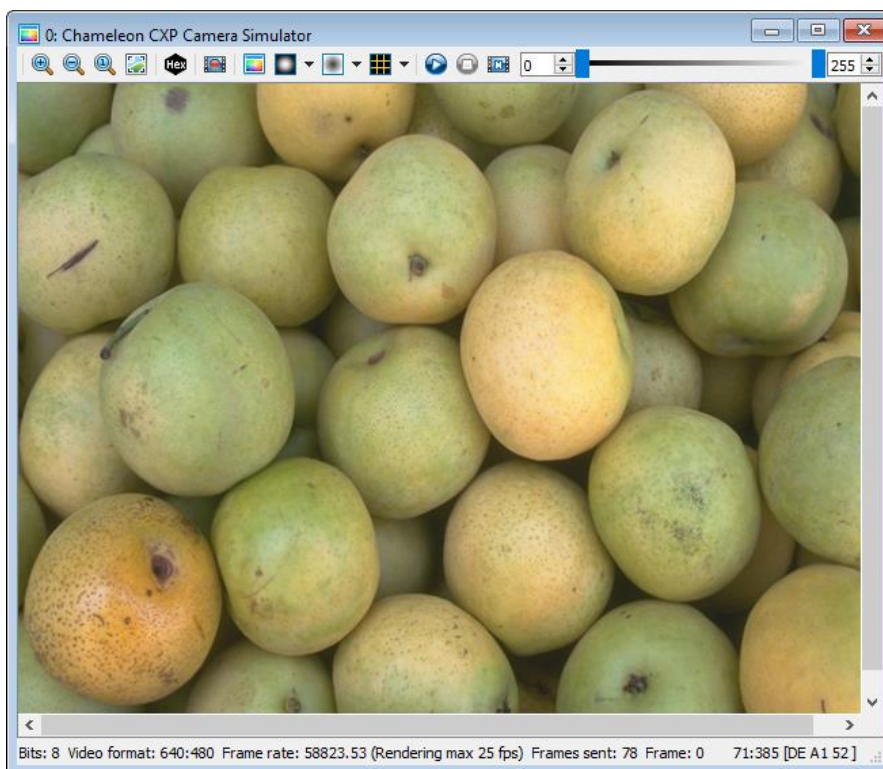 0: Chameleon CXP Camera Simulator
Hex
0
255
Bits: 8 Video format: 640:480 Frame rate: 58823.53 (Rendering max 25 fps) Frames sent: 78 Frame: 0 71:385 [DE A1 52 ]